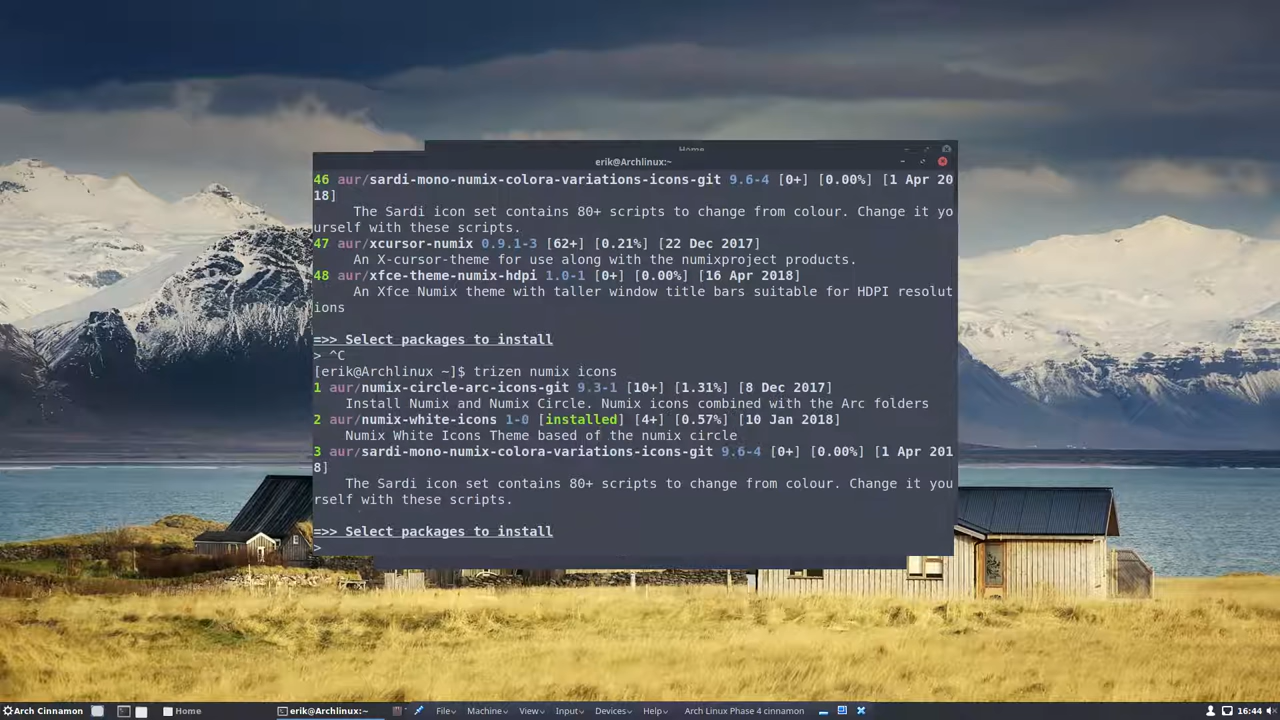 Home
erik@Archlinux:~
46 aur/sardi-mono-numix-colora-variations-icons-git 9.6-4 [0+] [0.00%] [1 Apr 20
18]
The Sardi icon set contains 80+ scripts to change from colour. Change it yo
urself with these scripts.
47 aur/xcursor-numix 0.9.1-3 [62+] [0.21%] [22 Dec 2017]
An X-cursor-theme for use along with the numixproject products.
48 aur/xfce-theme-numix-hdpi 1.0-1 [0+] [0.00%] [16 Apr 2018]
An Xfce Numix theme with taller window title bars suitable for HDPI resolut
ions
=>> Select packages to install
> ^C
[erik@Archlinux ~]$ trizen numix icons
1 aur/numix-circle-arc-icons-git 9.3-1 [10+] [1.31%] [8 Dec 2017]
Install Numix and Numix Circle. Numix icons combined with the Arc folders
2 aur/numix-white-icons 1-0 [installed] [4+] [0.57%] [10 Jan 2018]
Numix White Icons Theme based of the numix circle
3 aur/sardi-mono-numix-colora-variations-icons-git 9.6-4 [0+] [0.00%] [1 Apr 201
8]
The Sardi icon set contains 80+ scripts to change from colour. Change it you
rself with these scripts.
=>> Select packages to install
>
Arch Cinnamon Home erik@Archlinux:~ File Machine View Input Devices Help Arch Linux Phase 4 cinnamon 16:44